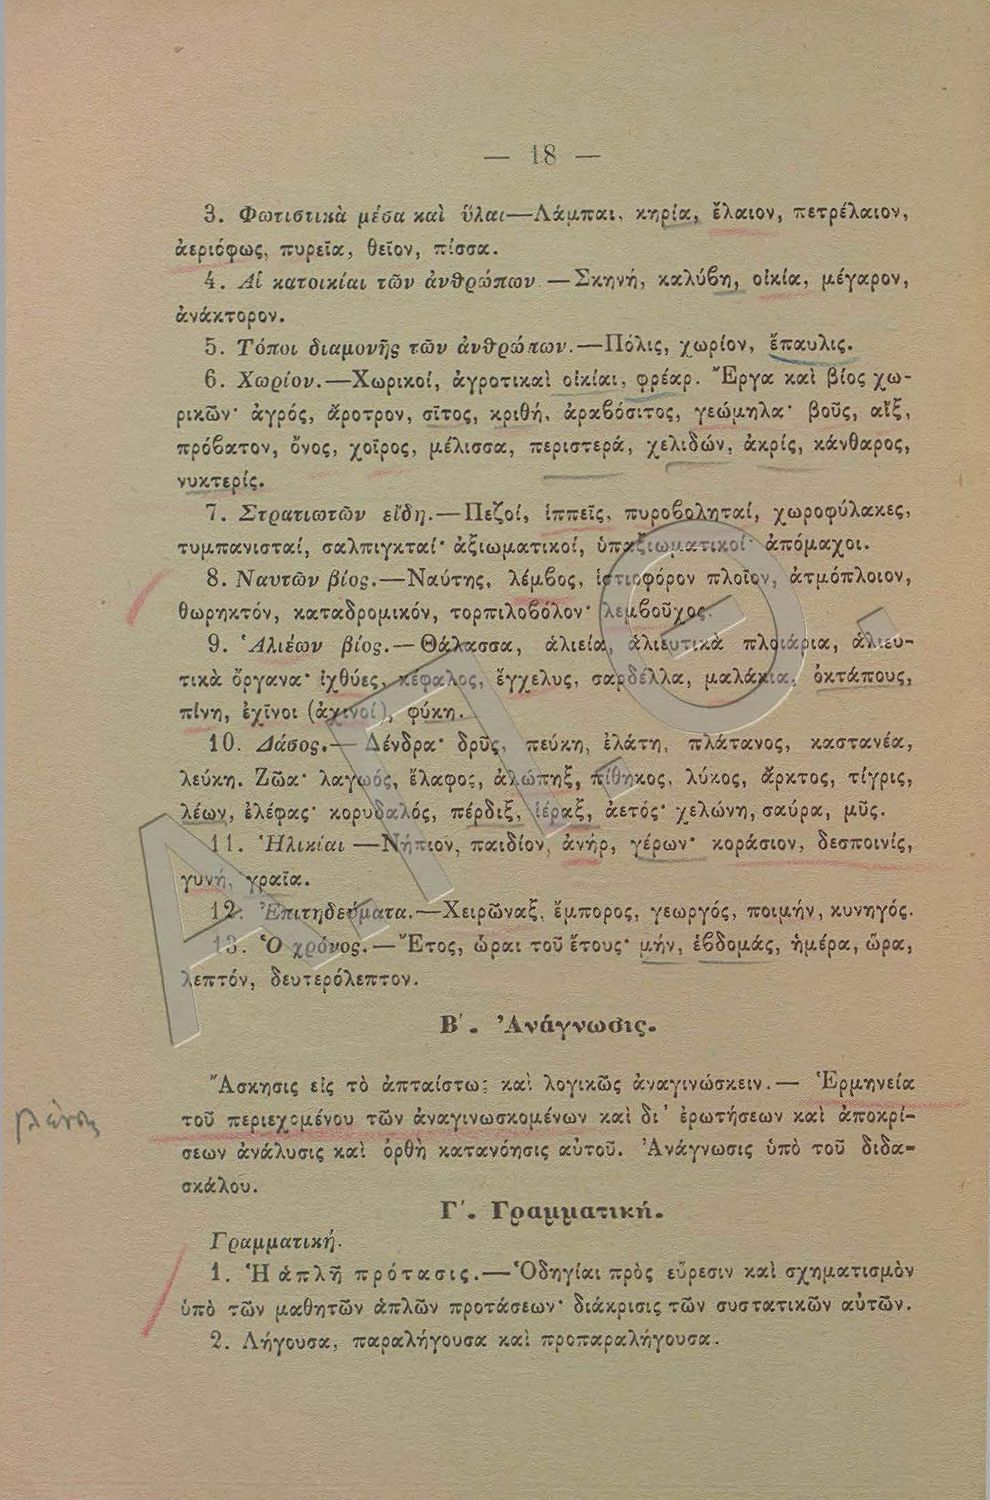 — 18 —
3. Φωτιστικὰ μέσα καὶ ὗλαι—Λάμπαι, κηρία, ἔλαιον, πετρέλαιον,
ἀεριόφως, πυρεῖα, θεῖον, πίσσα.
4. Αἱ κατοικίαι τῶν ἀνθρώπων—Σκηνή, καλύβη, οἰκία, μέγαρον,
ἀνάκτορον.
5. Τόποι διαμονῆς τῶν ἀνθρώπων.—Πόλις, χωρίον, ἔπαυλις.
6. Χωρίον.—Χωρικοί, ἀγροτικαὶ οἰκίαι, φρέαρ. Ἔργα καὶ βίος χω-
ρικῶν· ἀγρός, ἄροτρον, σῖτος, κριθή, ἀραβόσιτος, γεώμηλα· βοῦς, αἴξ,
πρόβατον, ὄνος, χοῖρος, μέλισσα, περιστερά, χελιδών, ἀκρίς, κάνθαρος,
νυκτερίς.
7. Στρατιωτῶν εἴδη.—Πεζοί, ἱππεῖς, πυροβοληταί, χωροφύλακες,
τυμπανισταί, σαλπιγκταί· ἀξιωματικοί, ὑπαξιωματικοί· ἀπόμαχοι.
8. Ναυτῶν βίος.—Ναύτης, λέμβος, ἱστιοφόρον πλοῖον, ἀτμόπλοιον,
θωρηκτόν, καταδρομικόν, τορπιλοβόλον· λεμβοῦχος.
9. Ἁλιέων βίος.—Θάλασσα, ἁλιεία, ἁλιευτικὰ πλοιάρια, ἁλιευ-
τικὰ ὄργανα· ἰχθύες, κέφαλος, ἔγχελυς, σαρδέλλα, μαλάκια, ὀκτάπους,
πίνη, ἐχῖνοι (ἀχινοί), φύκη.
10. Δάσος.— Δένδρα· δρῦς, πεύκη, ἐλάτη, πλάτανος, καστανέα,
λεύκη. Ζῶα· λαγωός, ἔλαφος, ἀλώπηξ, πίθηκος, λύκος, ἄρκτος, τίγρις,
λέων, ἐλέφας· κορυδαλός, πέρδιξ, ἱέραξ, ἀετός· χελώνη, σαύρα, μῦς.
11. Ἡλικίαι—Νήπιον, παιδίον, ἀνήρ, γέρων· κοράσιον, δεσποινίς,
γυνή, γραῖα.
12. Ἐπιτηδεύματα.—Χειρῶναξ, ἔμπορος, γεωργός, ποιμήν, κυνηγός.
13. Ὁ χρόνος.—Ἔτος, ὧραι τοῦ ἔτους· μήν, ἑβδομάς, ἡμέρα, ὥρα,
λεπτόν, δευτερόλεπτον.
Β΄. Ἀνάγνωσις.
Ἄσκησις εἰς τὸ ἀπταίστως καὶ λογικῶς ἀναγινώσκειν.— Ἑρμηνεία
τοῦ περιεχομένου τῶν ἀναγινωσκομένων καὶ δι᾽ ἐρωτήσεων καὶ ἀποκρί-
σεων ἀνάλυσις καὶ ὀρθὴ κατανόησις αὐτοῦ. Ἀνάγνωσις ὑπὸ τοῦ διδα-
σκάλου.
Γ΄. Γραμματική.
Γραμματική.
1. Ἡ ἁπλῆ πρότασις.—Ὁδηγίαι πρὸς εὕρεσιν καὶ σχηματισμὸν
ὑπὸ τῶν μαθητῶν ἁπλῶν προτάσεων· διάκρισις τῶν συστατικῶν αὐτῶν.
2. Λήγουσα, παραλήγουσα καὶ προπαραλήγουσα.